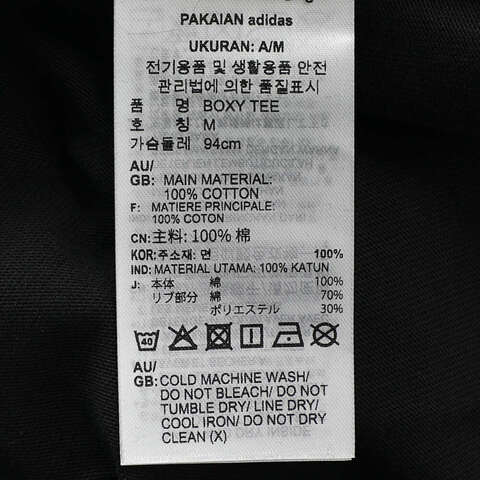 PAKAIAN adidas
UKURAN: A/M
전기용품 및 생활용품 안전
관리법에 의한 품질표시
품 명 BOXY TEE
호 칭 M
가슴둘레 94cm
AU/
GB: MAIN MATERIAL:
100% COTTON
F: MATIERE PRINCIPALE:
100% COTON
CN: 主料: 100% 棉
KOR: 주소재: 면 100%
IND: MATERIAL UTAMA: 100% KATUN
J: 本体 綿 100%
リブ部分 綿 70%
ポリエステル 30%
40
AU/
GB: COLD MACHINE WASH/
DO NOT BLEACH/ DO NOT
TUMBLE DRY/ LINE DRY/
COOL IRON/ DO NOT DRY
CLEAN (X)